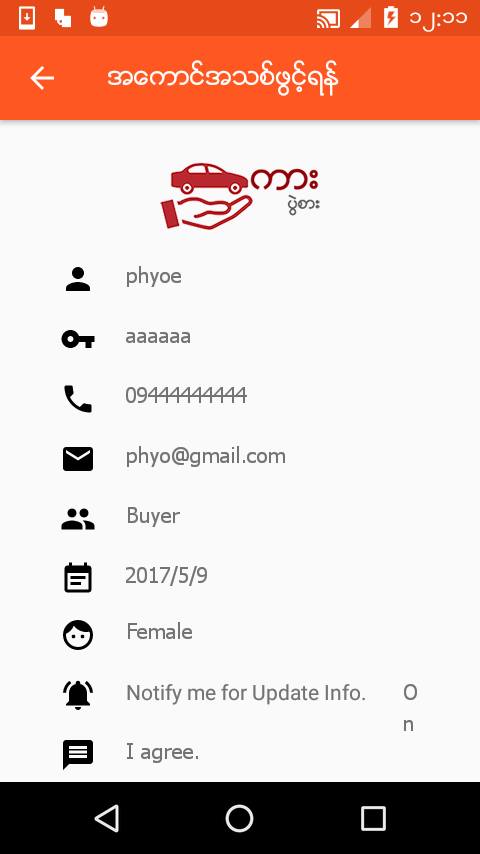 ၁၂:၁၁
အကောင်အသစ်ဖွင့်ရန်
ကား
ပွဲစား
phyoe
aaaaaa
09444444444
phyo@gmail.com
Buyer
2017/5/9
Female
Notify me for Update Info.
O
n
I agree.